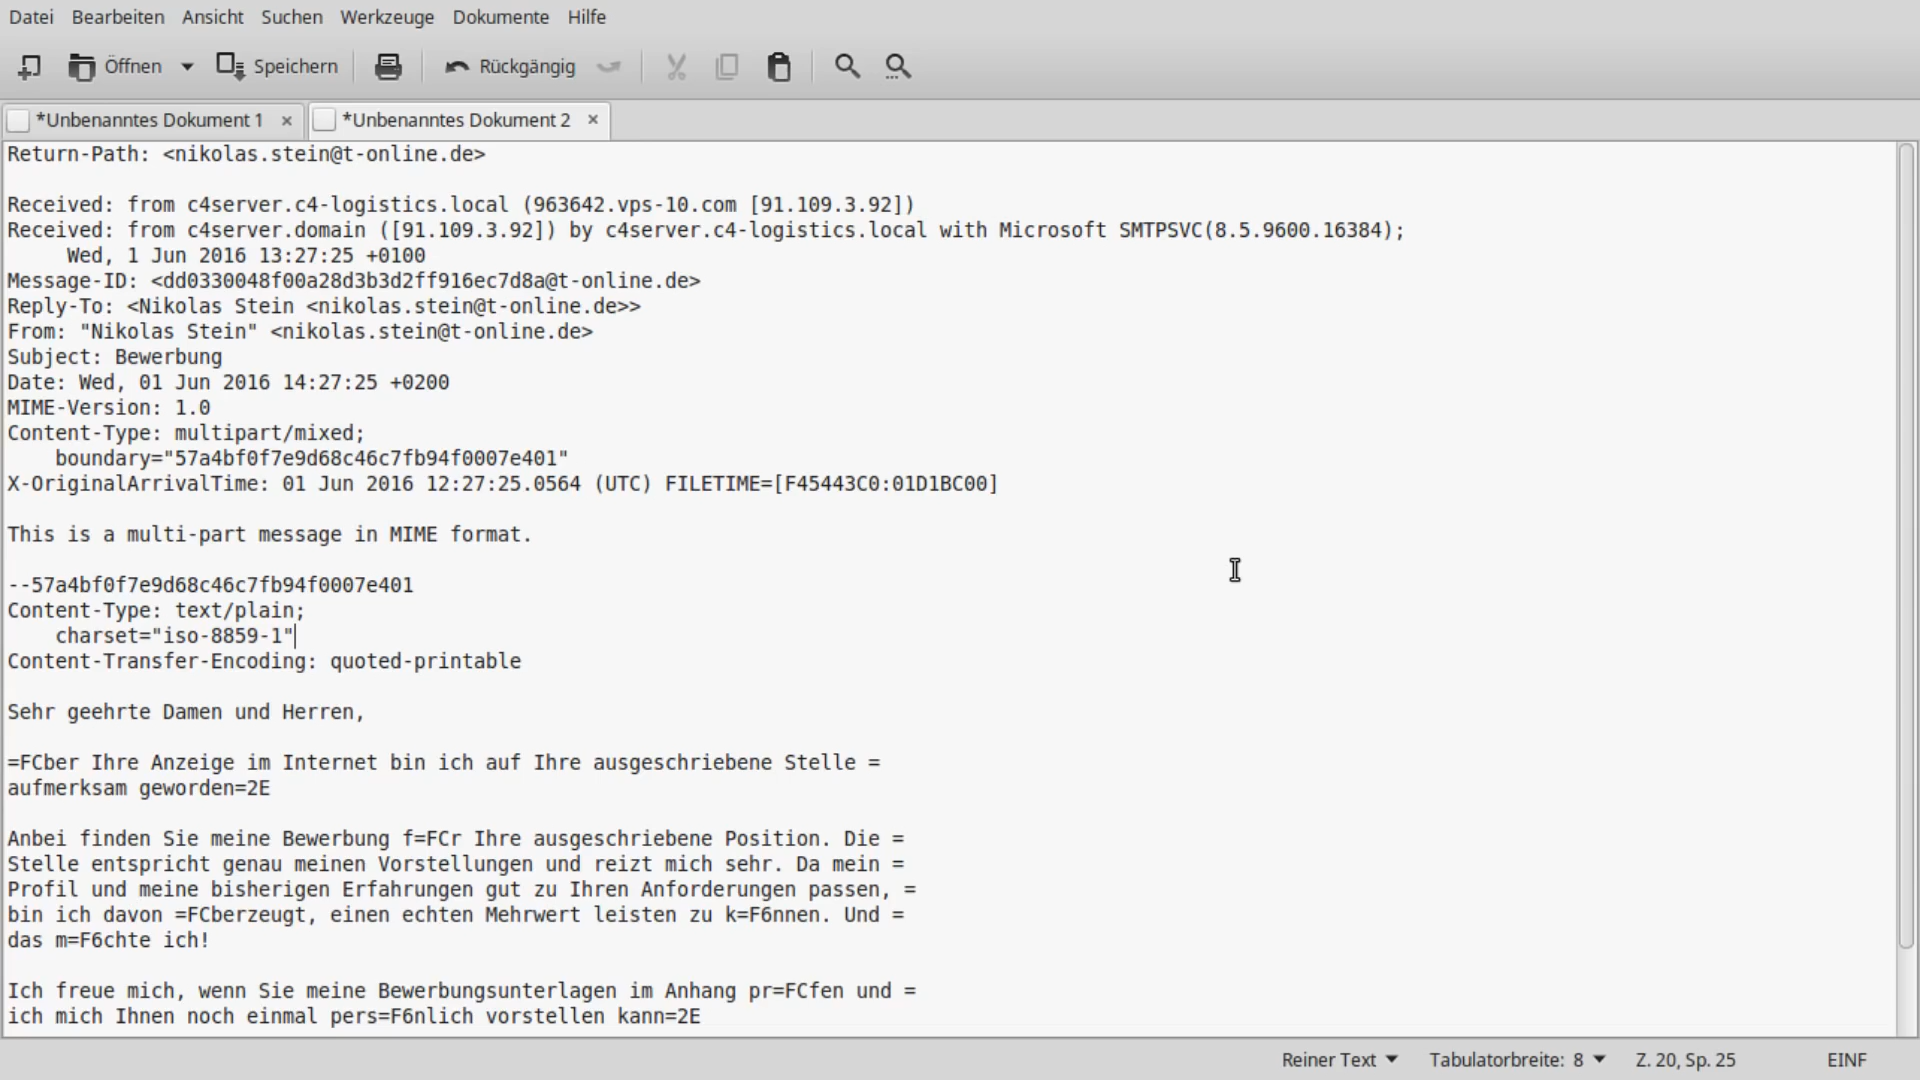 Datei Bearbeiten Ansicht Suchen Werkzeuge Dokumente Hilfe
Öffnen Speichern Rückgängig
*Unbenanntes Dokument 1 × *Unbenanntes Dokument 2 ×
Return-Path: <nikolas.stein@t-online.de>
Received: from c4server.c4-logistics.local (963642.vps-10.com [91.109.3.92])
Received: from c4server.domain ([91.109.3.92]) by c4server.c4-logistics.local with Microsoft SMTPSVC(8.5.9600.16384);
Wed, 1 Jun 2016 13:27:25 +0100
Message-ID: <dd0330048f00a28d3b3d2ff916ec7d8a@t-online.de>
Reply-To: <Nikolas Stein <nikolas.stein@t-online.de>>
From: "Nikolas Stein" <nikolas.stein@t-online.de>
Subject: Bewerbung
Date: Wed, 01 Jun 2016 14:27:25 +0200
MIME-Version: 1.0
Content-Type: multipart/mixed;
boundary="57a4bf0f7e9d68c46c7fb94f0007e401"
X-OriginalArrivalTime: 01 Jun 2016 12:27:25.0564 (UTC) FILETIME=[F45443C0:01D1BC00]
This is a multi-part message in MIME format.
--57a4bf0f7e9d68c46c7fb94f0007e401
Content-Type: text/plain;
charset="iso-8859-1"
Content-Transfer-Encoding: quoted-printable
Sehr geehrte Damen und Herren,
=FCber Ihre Anzeige im Internet bin ich auf Ihre ausgeschriebene Stelle =
aufmerksam geworden=2E
Anbei finden Sie meine Bewerbung f=FCr Ihre ausgeschriebene Position. Die =
Stelle entspricht genau meinen Vorstellungen und reizt mich sehr. Da mein =
Profil und meine bisherigen Erfahrungen gut zu Ihren Anforderungen passen, =
bin ich davon =FCberzeugt, einen echten Mehrwert leisten zu k=F6nnen. Und =
das m=F6chte ich!
Ich freue mich, wenn Sie meine Bewerbungsunterlagen im Anhang pr=FCfen und =
ich mich Ihnen noch einmal pers=F6nlich vorstellen kann=2E
Reiner Text Tabulatorbreite: 8 Z. 20, Sp. 25 EINF